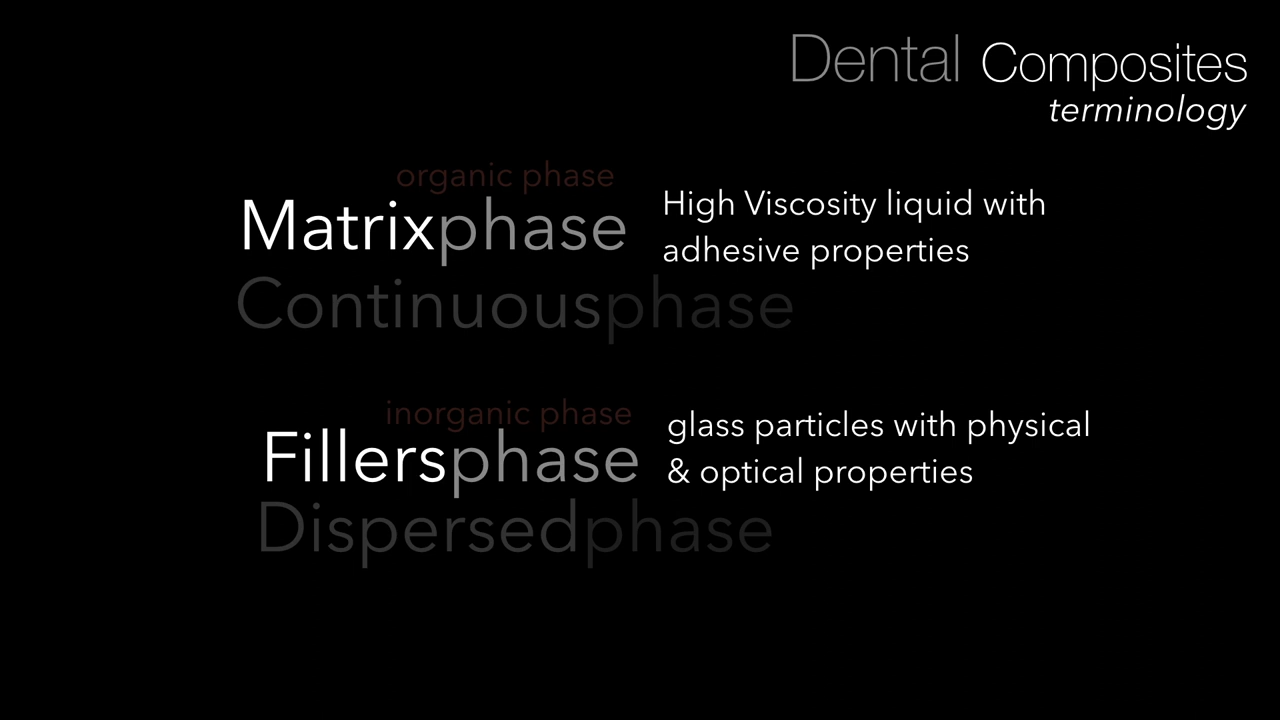 Dental Composites
terminology
organic phase
Matrixphase
High Viscosity liquid with
adhesive properties
Continuousphase
inorganic phase
Fillersphase
glass particles with physical
& optical properties
Dispersedphase